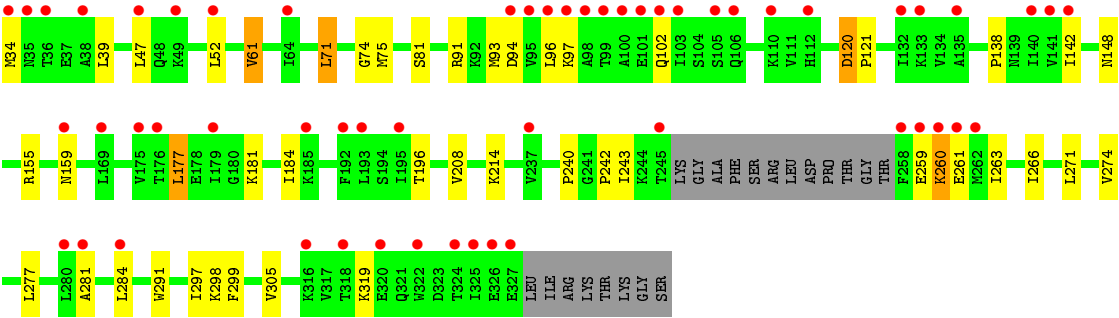 M34 N35 T36 E37 A38 L39 L47 Q48 K49 L52 V61 I64 L71 G74 M75 S81 R91 K92 M93 D94 V95 L96 K97 A98 T99 A100 E101 Q102 I103 S104 S105 Q106 K110 V111 H112 D120 P121 I132 K133 V134 A135 P138 N139 I140 V141 I142 N148
R155 N159 L169 V175 T176 L177 E178 I179 G180 K181 I184 K185 F192 L193 S194 I195 T196 V208 K214 V237 P240 G241 P242 I243 K244 T245 LYS GLY ALA PHE SER ARG LEU ASP PRO THR GLY THR F258 E259 K260 E261 M262 I263 I266 L271 V274
L277 L280 A281 L284 W291 I297 K298 F299 V305 K316 V317 T318 K319 E320 Q321 W322 D323 T324 I325 E326 E327 LEU ILE ARG LYS THR LYS GLY SER